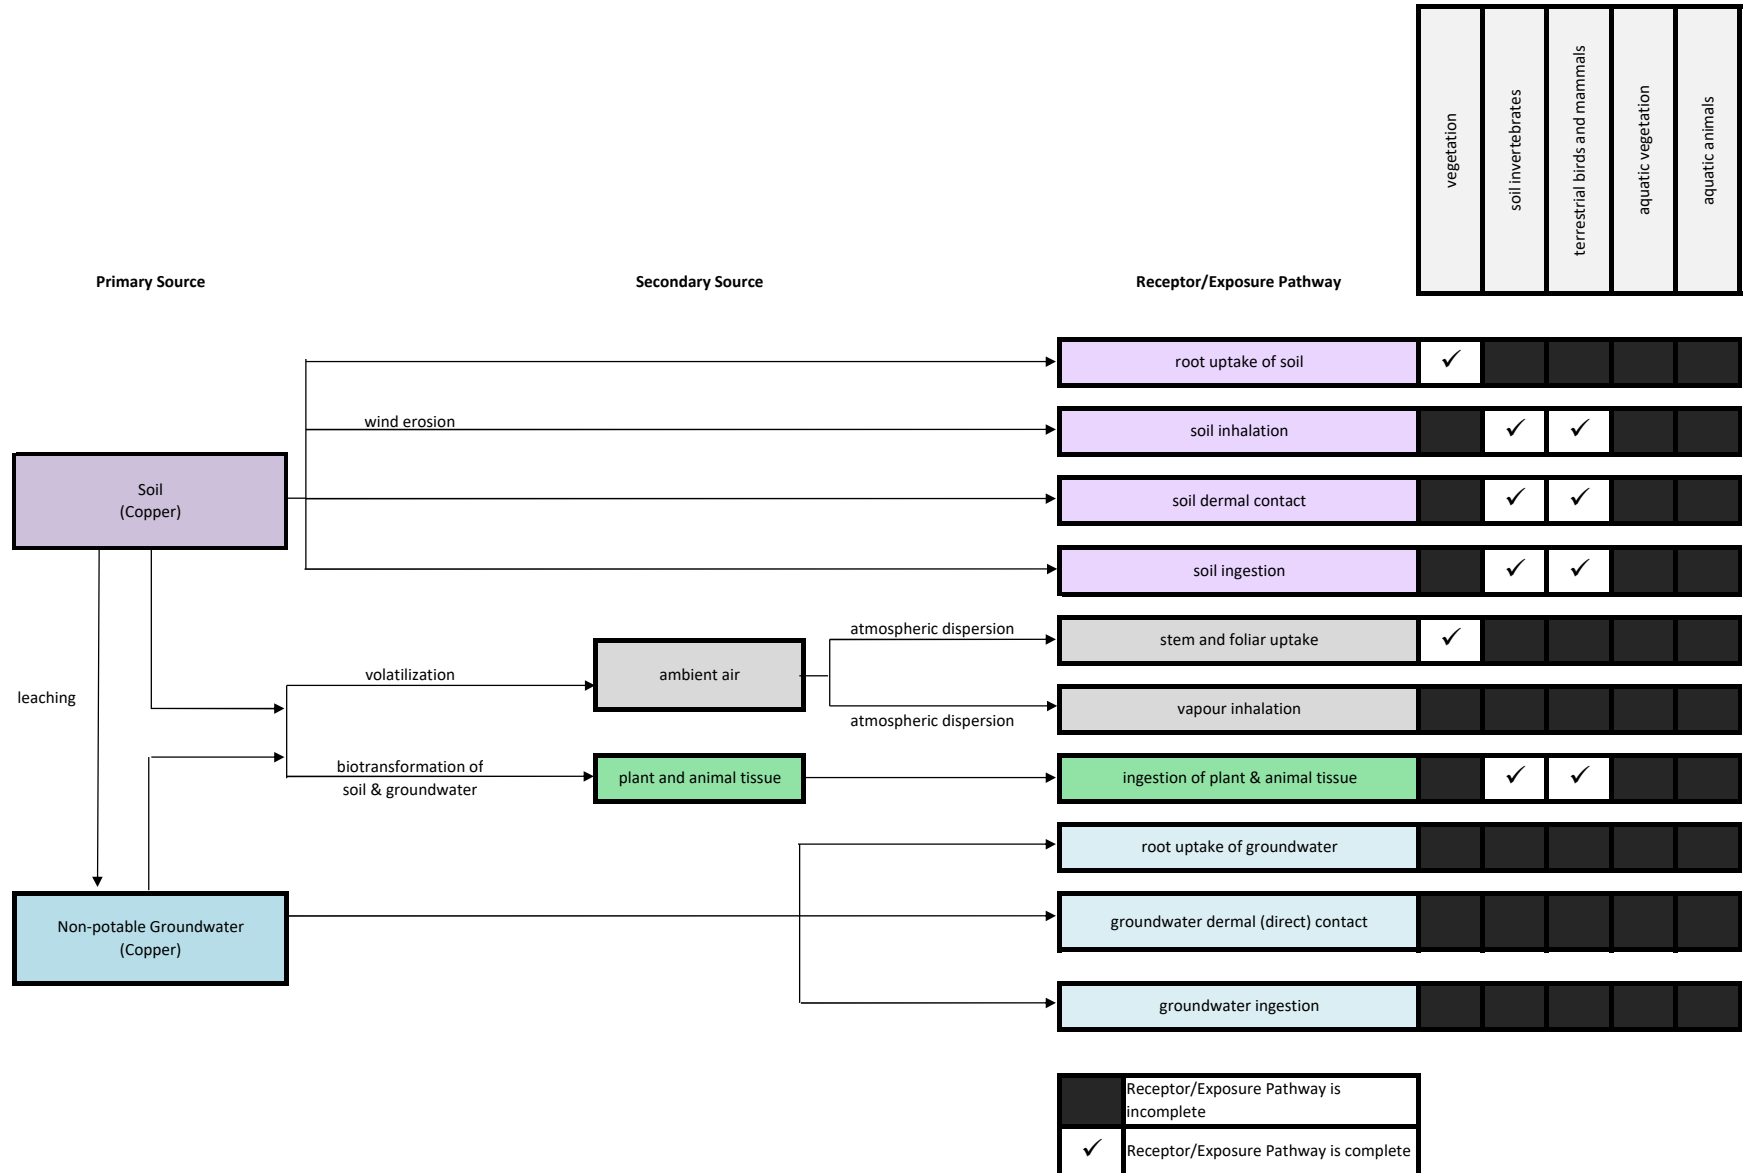 vegetation
soil invertebrates
terrestrial birds and mammals
aquatic vegetation
aquatic animals
Primary Source
Secondary Source
Receptor/Exposure Pathway
root uptake of soil
✓
wind erosion
soil inhalation
✓ ✓
Soil
(Copper)
soil dermal contact
✓ ✓
soil ingestion
✓ ✓
atmospheric dispersion
stem and foliar uptake
✓
leaching
volatilization
ambient air
atmospheric dispersion
vapour inhalation
biotransformation of
soil & groundwater
plant and animal tissue
ingestion of plant & animal tissue
✓ ✓
root uptake of groundwater
Non-potable Groundwater
(Copper)
groundwater dermal (direct) contact
groundwater ingestion
Receptor/Exposure Pathway is
incomplete
✓ Receptor/Exposure Pathway is complete